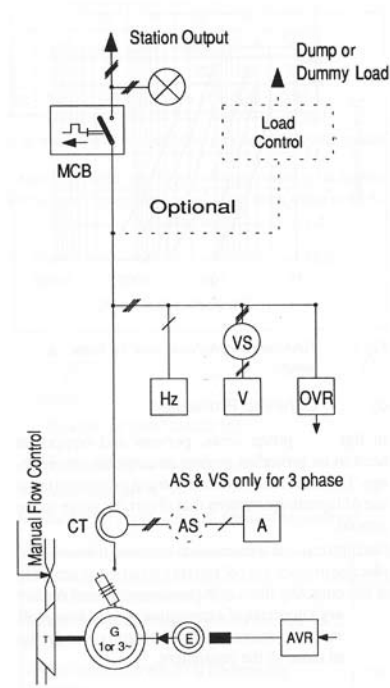 Station Output
Dump or
Dummy Load
Load
Control
MCB
Optional
VS
Hz
V
OVR
AS & VS only for 3 phase
Manual Flow Control
CT
AS
A
T
G
1or 3~
E
AVR